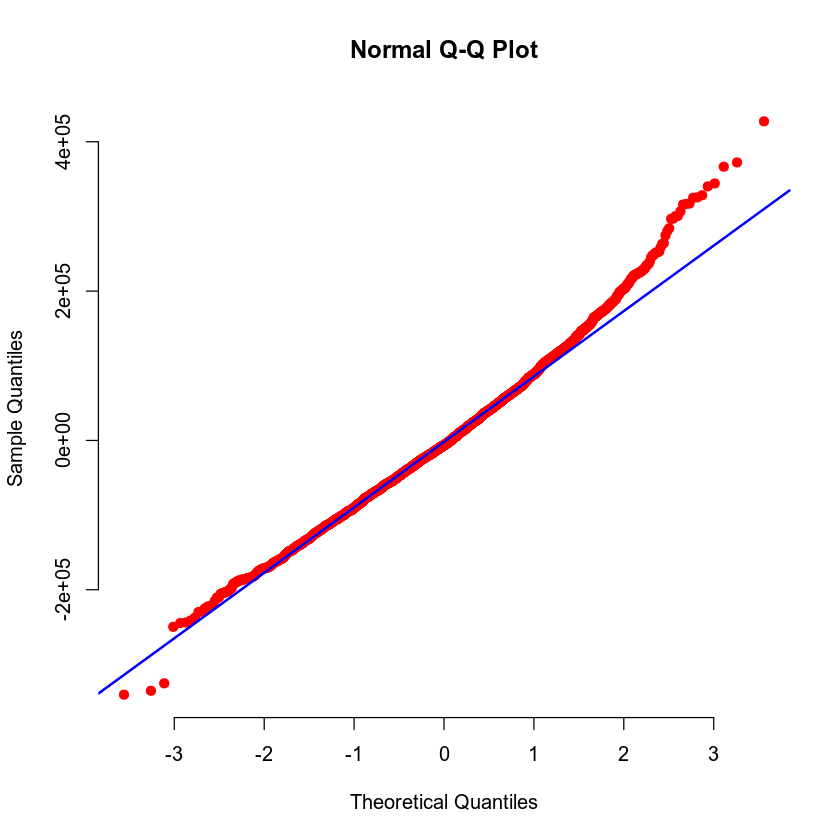 Normal Q-Q Plot
Sample Quantiles
4e+05
2e+05
0e+00
-2e+05
-3 -2 -1 0 1 2 3
Theoretical Quantiles